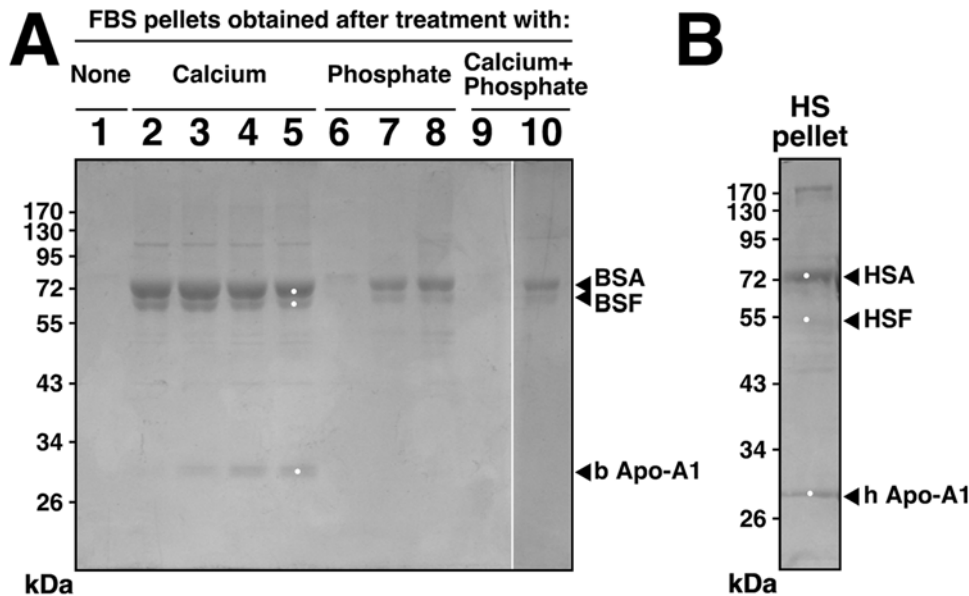 A
FBS pellets obtained after treatment with:
None
Calcium
Phosphate
Calcium+
Phosphate
1 2 3 4 5 6 7 8 9 10
170
130
95
72
55
43
34
26
kDa
BSA
BSF
b Apo-A1
B
HS
pellet
170
130
95
72
55
43
34
26
kDa
HSA
HSF
h Apo-A1